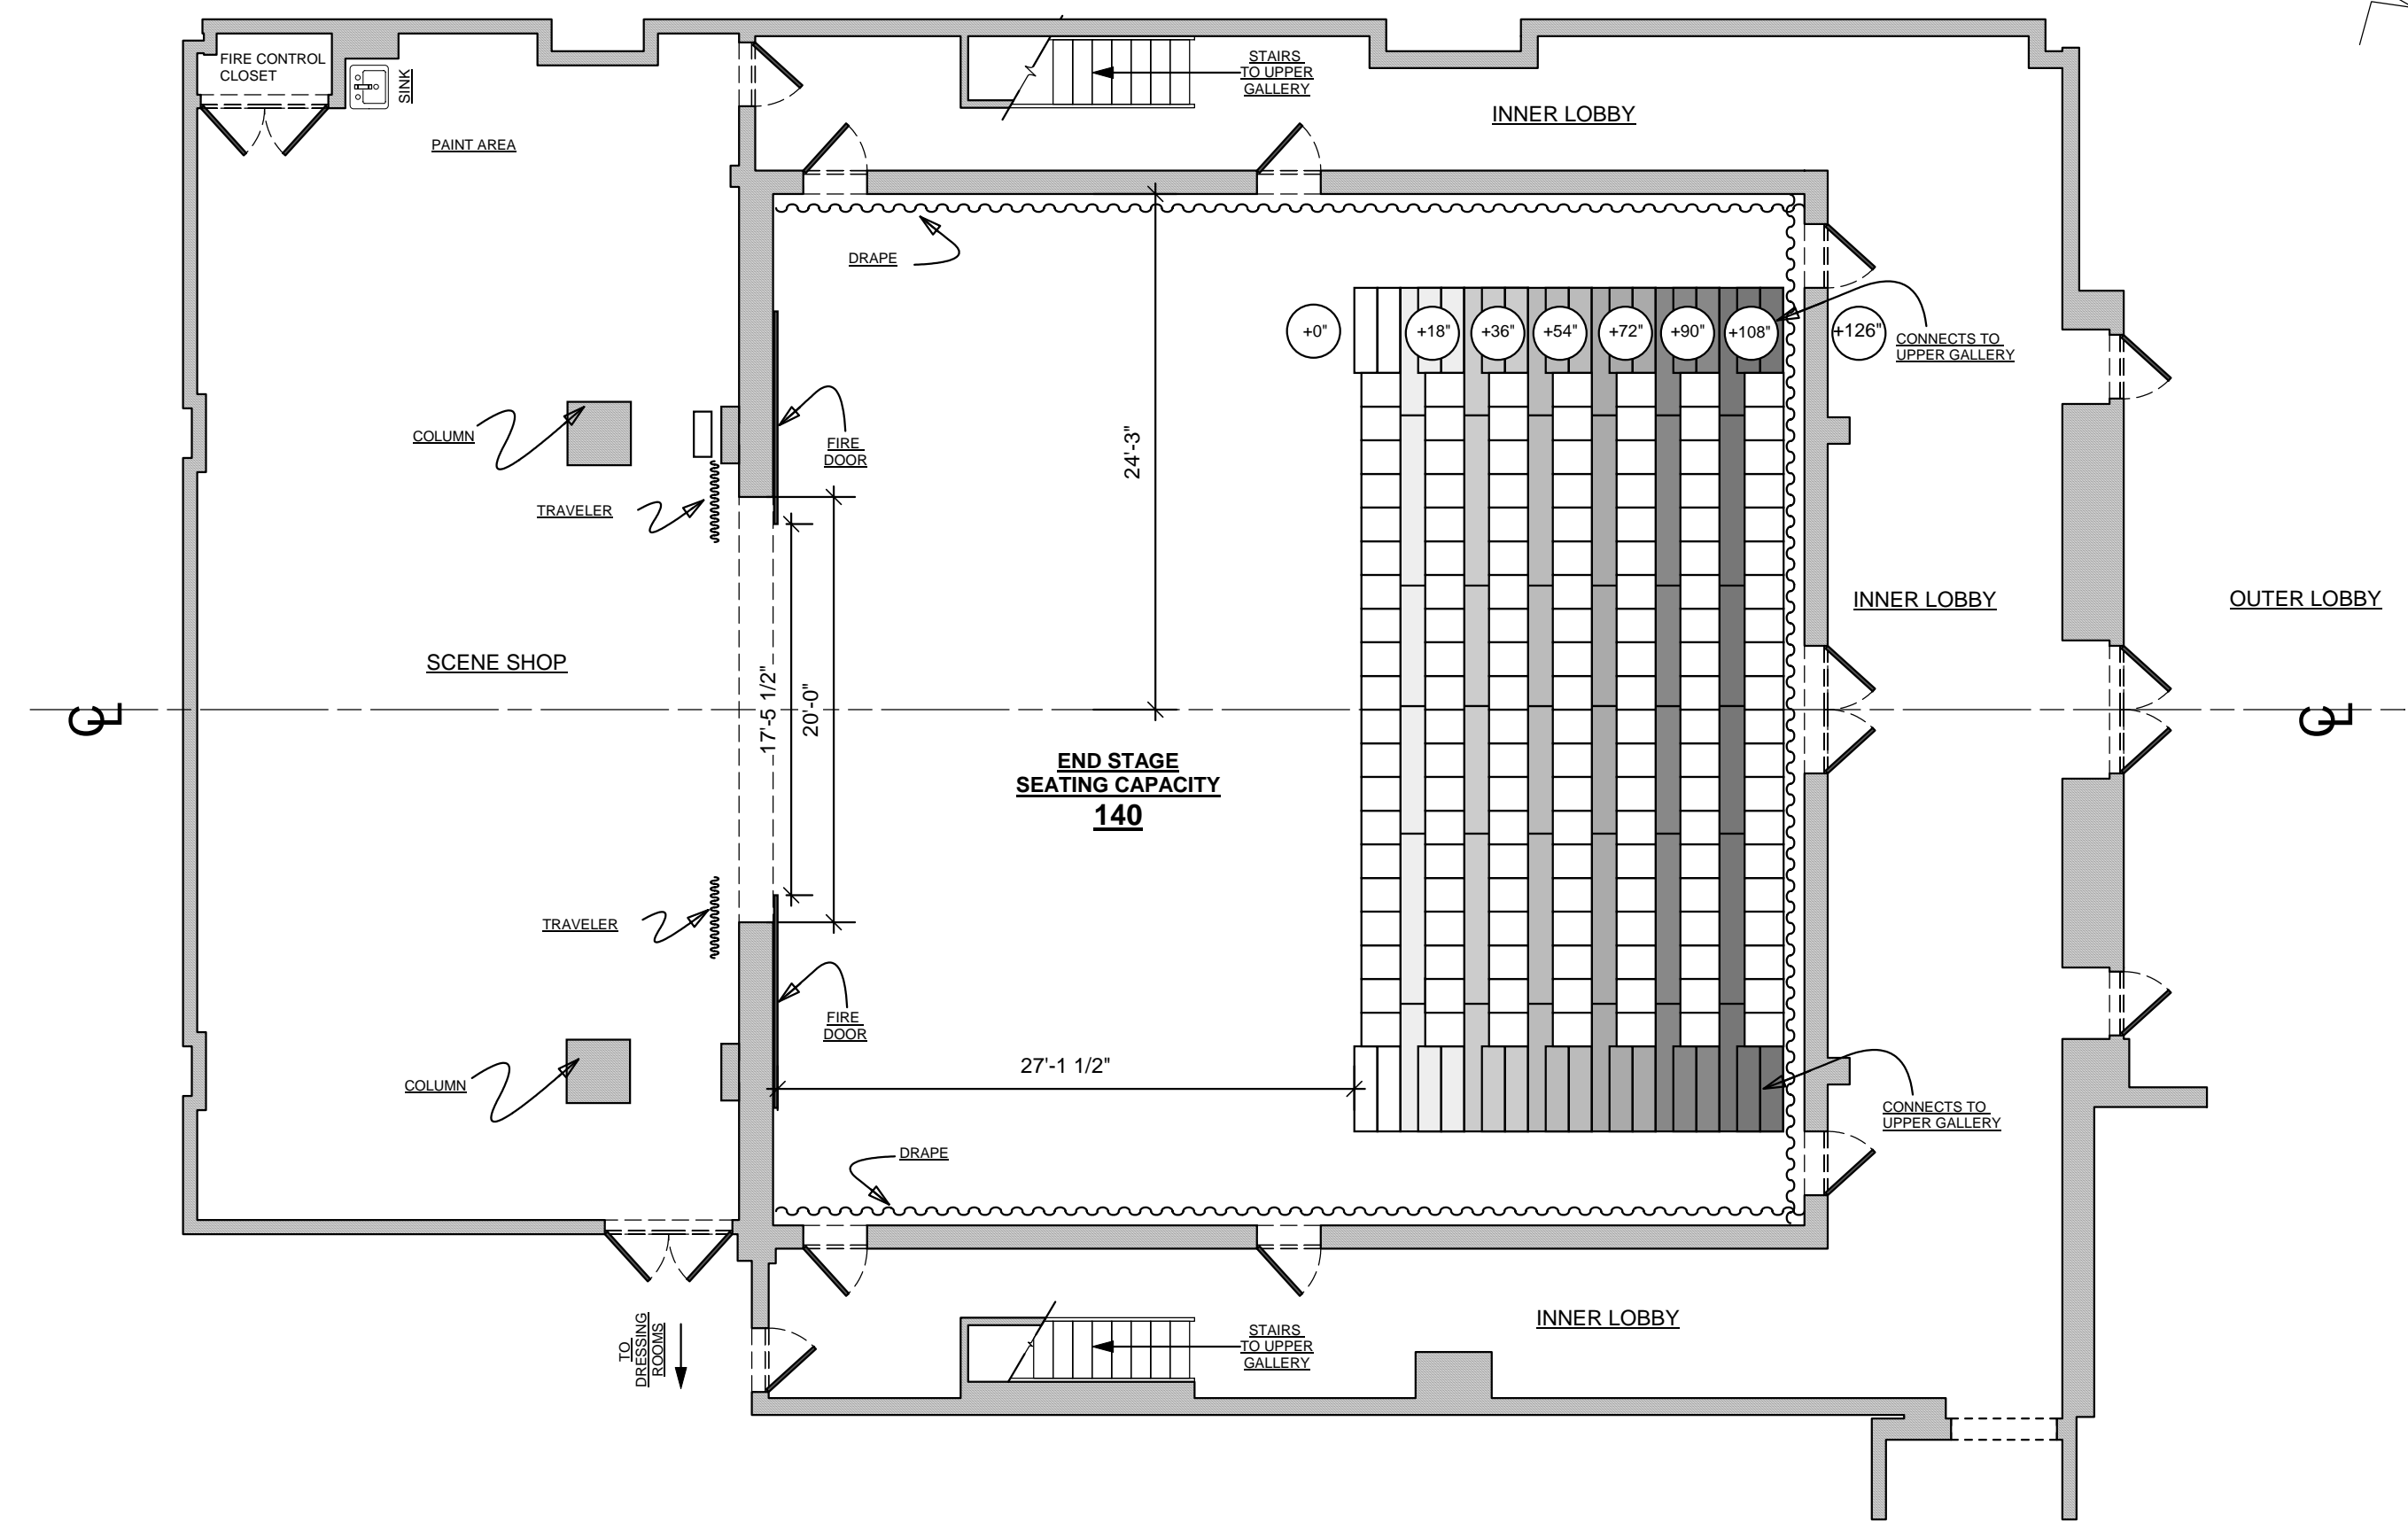 FIRE CONTROL
CLOSET
SINK
PAINT AREA
STAIRS
TO UPPER
GALLERY
INNER LOBBY
DRAPE
+0"
+18"
+36"
+54"
+72"
+90"
+108"
+126"
CONNECTS TO
UPPER GALLERY
COLUMN
FIRE
DOOR
24'-3"
TRAVELER
INNER LOBBY
OUTER LOBBY
SCENE SHOP
17'-5 1/2"
20'-0"
CL
CL
END STAGE
SEATING CAPACITY
140
TRAVELER
FIRE
DOOR
27'-1 1/2"
COLUMN
CONNECTS TO
UPPER GALLERY
DRAPE
TO
DRESSING
ROOMS
STAIRS
TO UPPER
GALLERY
INNER LOBBY